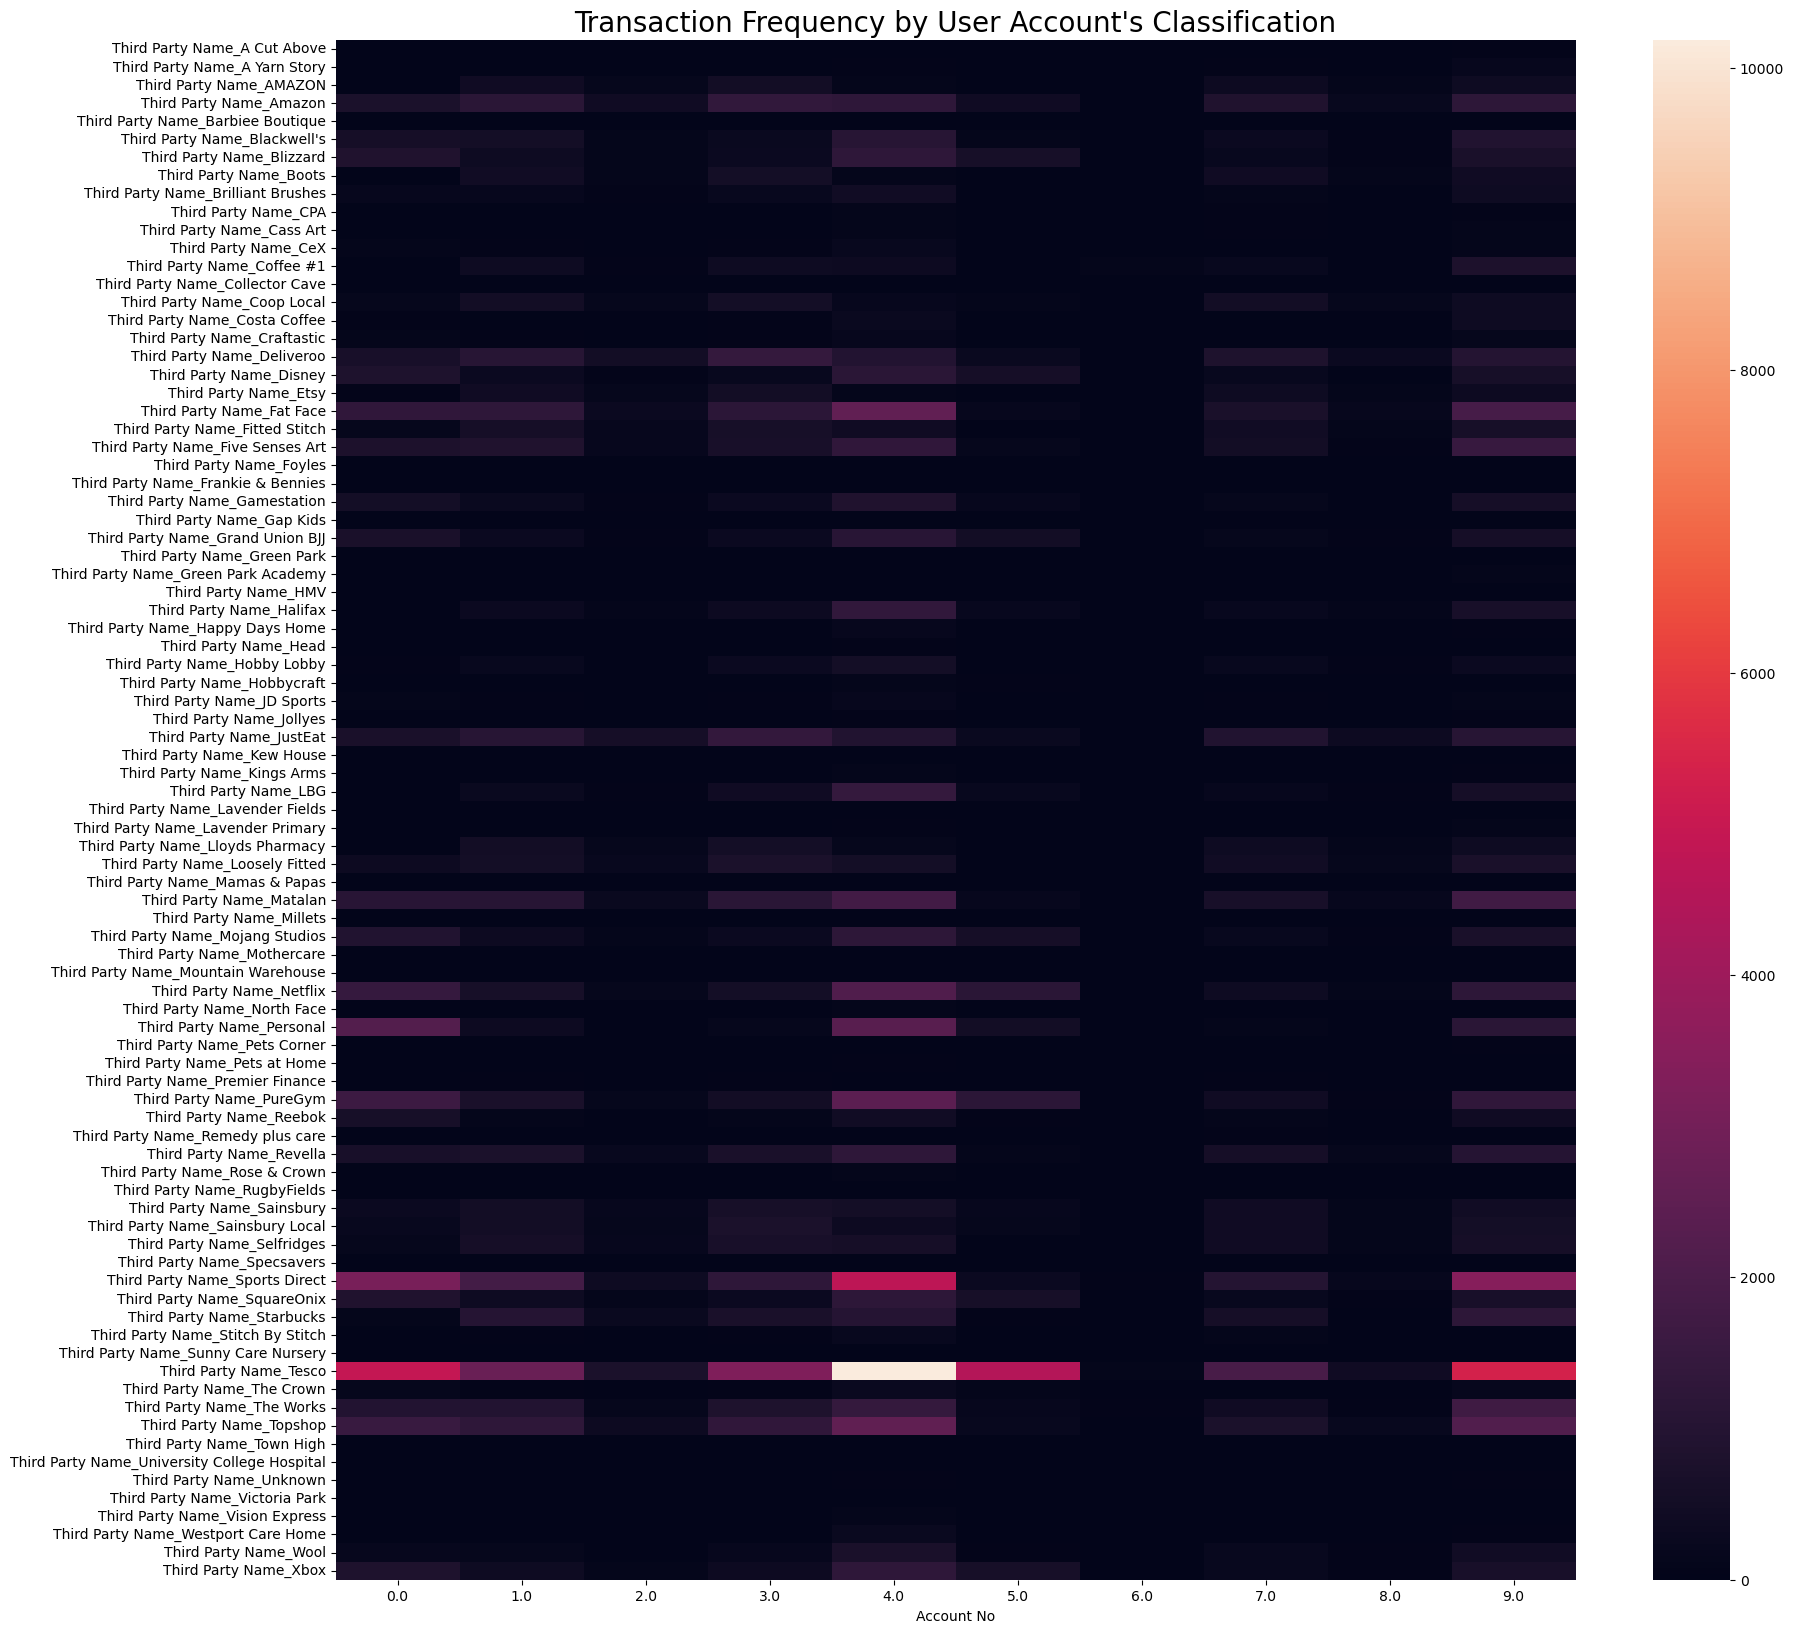 Transaction Frequency by User Account's Classification
Third Party Name_A Cut Above
Third Party Name_A Yarn Story
Third Party Name_AMAZON
Third Party Name_Amazon
Third Party Name_Barbiee Boutique
Third Party Name_Blackwell's
Third Party Name_Blizzard
Third Party Name_Boots
Third Party Name_Brilliant Brushes
Third Party Name_CPA
Third Party Name_Cass Art
Third Party Name_CeX
Third Party Name_Coffee #1
Third Party Name_Collector Cave
Third Party Name_Coop Local
Third Party Name_Costa Coffee
Third Party Name_Craftastic
Third Party Name_Deliveroo
Third Party Name_Disney
Third Party Name_Etsy
Third Party Name_Fat Face
Third Party Name_Fitted Stitch
Third Party Name_Five Senses Art
Third Party Name_Foyles
Third Party Name_Frankie & Bennies
Third Party Name_Gamestation
Third Party Name_Gap Kids
Third Party Name_Grand Union BJJ
Third Party Name_Green Park
Third Party Name_Green Park Academy
Third Party Name_HMV
Third Party Name_Halifax
Third Party Name_Happy Days Home
Third Party Name_Head
Third Party Name_Hobby Lobby
Third Party Name_Hobbycraft
Third Party Name_JD Sports
Third Party Name_Jollyes
Third Party Name_JustEat
Third Party Name_Kew House
Third Party Name_Kings Arms
Third Party Name_LBG
Third Party Name_Lavender Fields
Third Party Name_Lavender Primary
Third Party Name_Lloyds Pharmacy
Third Party Name_Loosely Fitted
Third Party Name_Mamas & Papas
Third Party Name_Matalan
Third Party Name_Millets
Third Party Name_Mojang Studios
Third Party Name_Mothercare
Third Party Name_Mountain Warehouse
Third Party Name_Netflix
Third Party Name_North Face
Third Party Name_Personal
Third Party Name_Pets Corner
Third Party Name_Pets at Home
Third Party Name_Premier Finance
Third Party Name_PureGym
Third Party Name_Reebok
Third Party Name_Remedy plus care
Third Party Name_Revella
Third Party Name_Rose & Crown
Third Party Name_RugbyFields
Third Party Name_Sainsbury
Third Party Name_Sainsbury Local
Third Party Name_Selfridges
Third Party Name_Specsavers
Third Party Name_Sports Direct
Third Party Name_SquareOnix
Third Party Name_Starbucks
Third Party Name_Stitch By Stitch
Third Party Name_Sunny Care Nursery
Third Party Name_Tesco
Third Party Name_The Crown
Third Party Name_The Works
Third Party Name_Topshop
Third Party Name_Town High
Third Party Name_University College Hospital
Third Party Name_Unknown
Third Party Name_Victoria Park
Third Party Name_Vision Express
Third Party Name_Westport Care Home
Third Party Name_Wool
Third Party Name_Xbox
0.0 1.0 2.0 3.0 4.0 5.0 6.0 7.0 8.0 9.0
Account No
10000
8000
6000
4000
2000
0